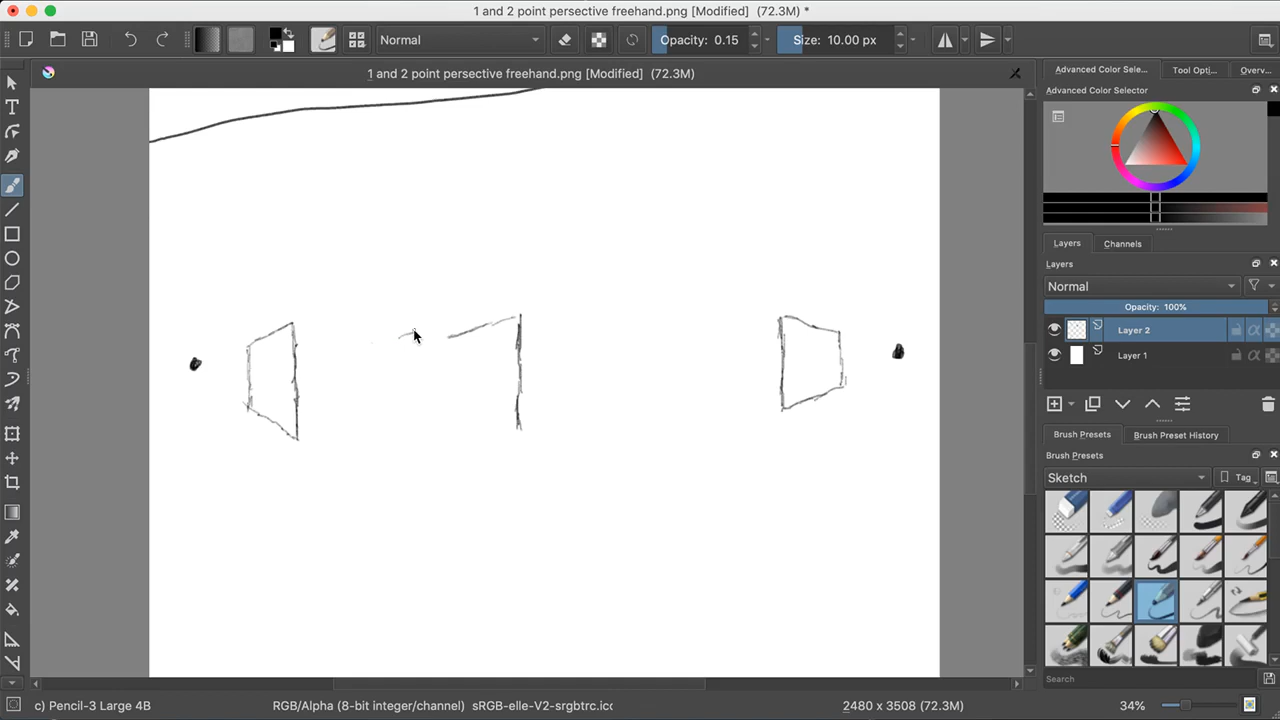 1 and 2 point persective freehand.png [Modified] (72.3M) *
Normal
Opacity: 0.15
Size: 10.00 px
1 and 2 point persective freehand.png [Modified] (72.3M)
Advanced Color Sele...
Tool Opti...
Overv...
Advanced Color Selector
Layers
Channels
Layers
Normal
Opacity: 100%
Layer 2
Layer 1
Brush Presets
Brush Preset History
Brush Presets
Sketch
Tag
Search
c) Pencil-3 Large 4B
RGB/Alpha (8-bit integer/channel) sRGB-elle-V2-srgbtrc.icc
2480 x 3508 (72.3M)
34%